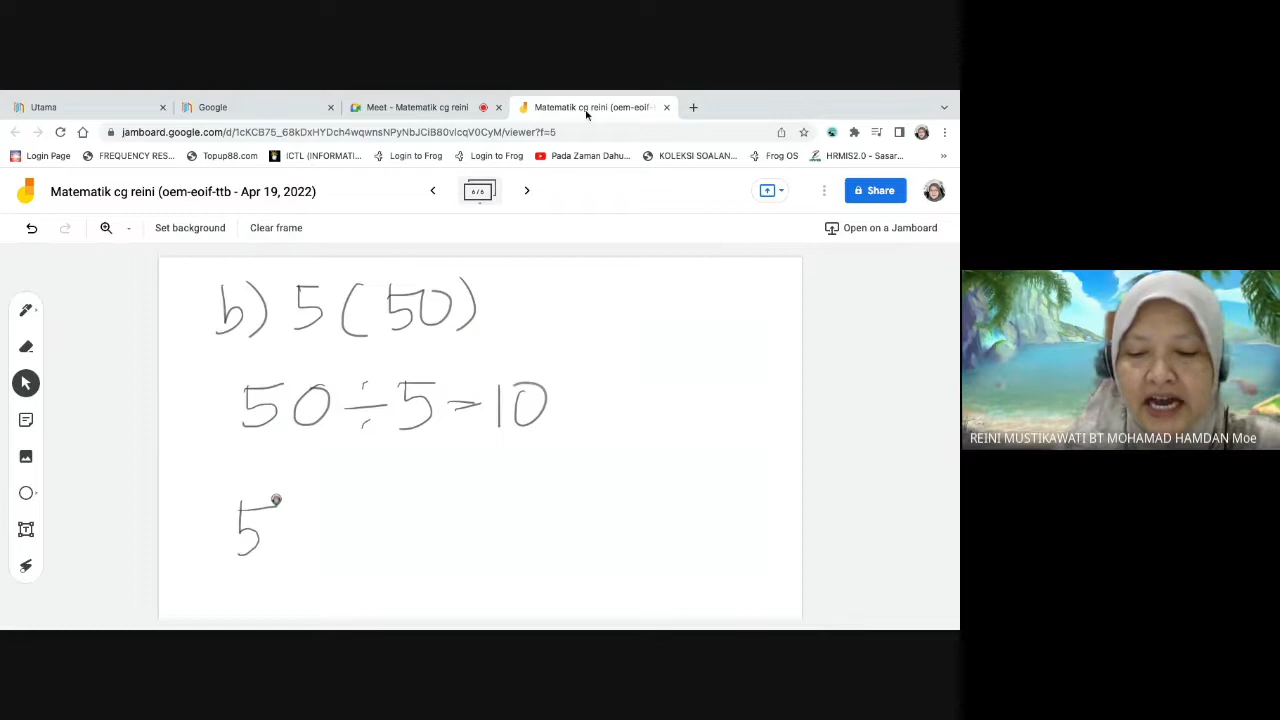 Utama
Google
Meet - Matematik cg reini
Matematik cg reini (oem-eoif-
jamboard.google.com/d/1cKCB75_68kDxHYDch4wqwnsNPyNbJCiB80vlcqV0CyM/viewer?f=5
Login Page FREQUENCY RES... Topup88.com ICTL (INFORMATI... Login to Frog Login to Frog Pada Zaman Dahu... KOLEKSI SOALAN... Frog OS HRMIS2.0 - Sasar... »
Matematik cg reini (oem-eoif-ttb - Apr 19, 2022)
6/6
Share
Set background
Clear frame
Open on a Jamboard
b) 5 ( 50 )
50 ÷ 5 = 10
5
REINI MUSTIKAWATI BT MOHAMAD HAMDAN Moe